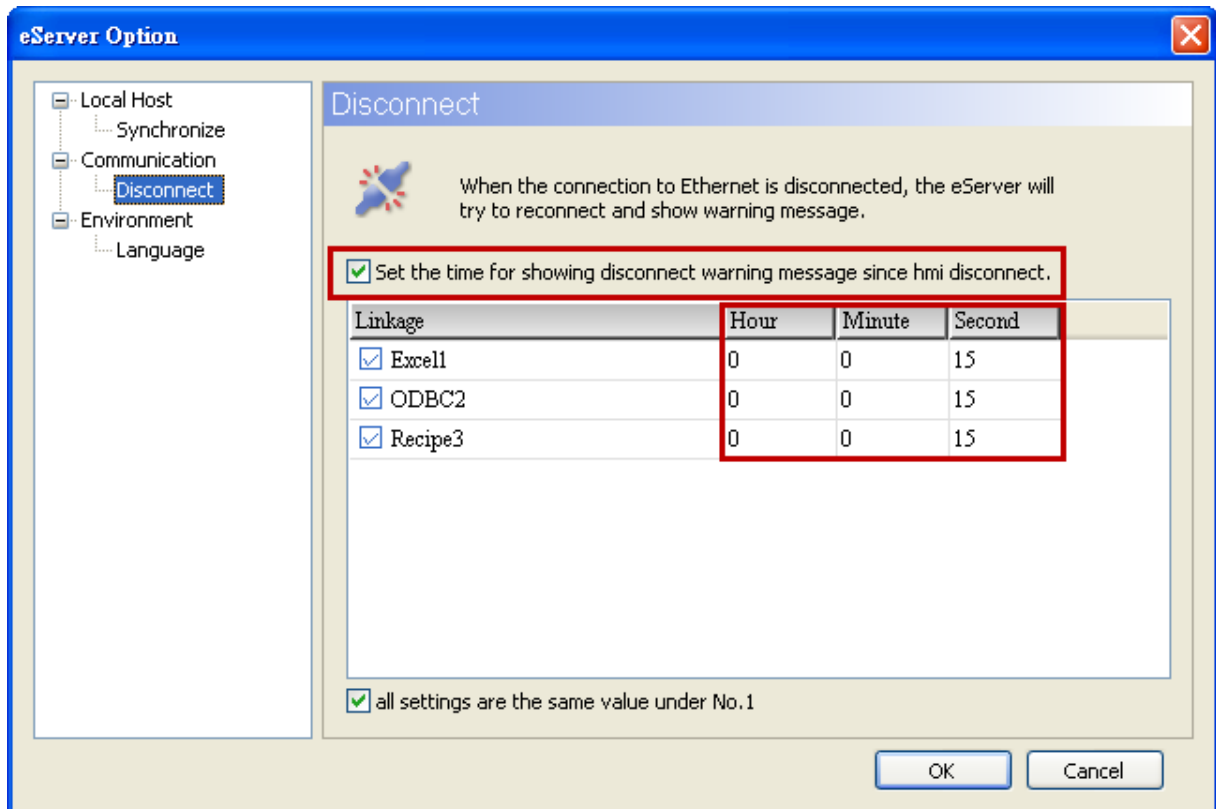 eServer Option
Local Host
Synchronize
Communication
Disconnect
Environment
Language
Disconnect
When the connection to Ethernet is disconnected, the eServer will
try to reconnect and show warning message.
Set the time for showing disconnect warning message since hmi disconnect.
Linkage Hour Minute Second
Excel1 0 0 15
ODBC2 0 0 15
Recipe3 0 0 15
all settings are the same value under No.1
OK Cancel